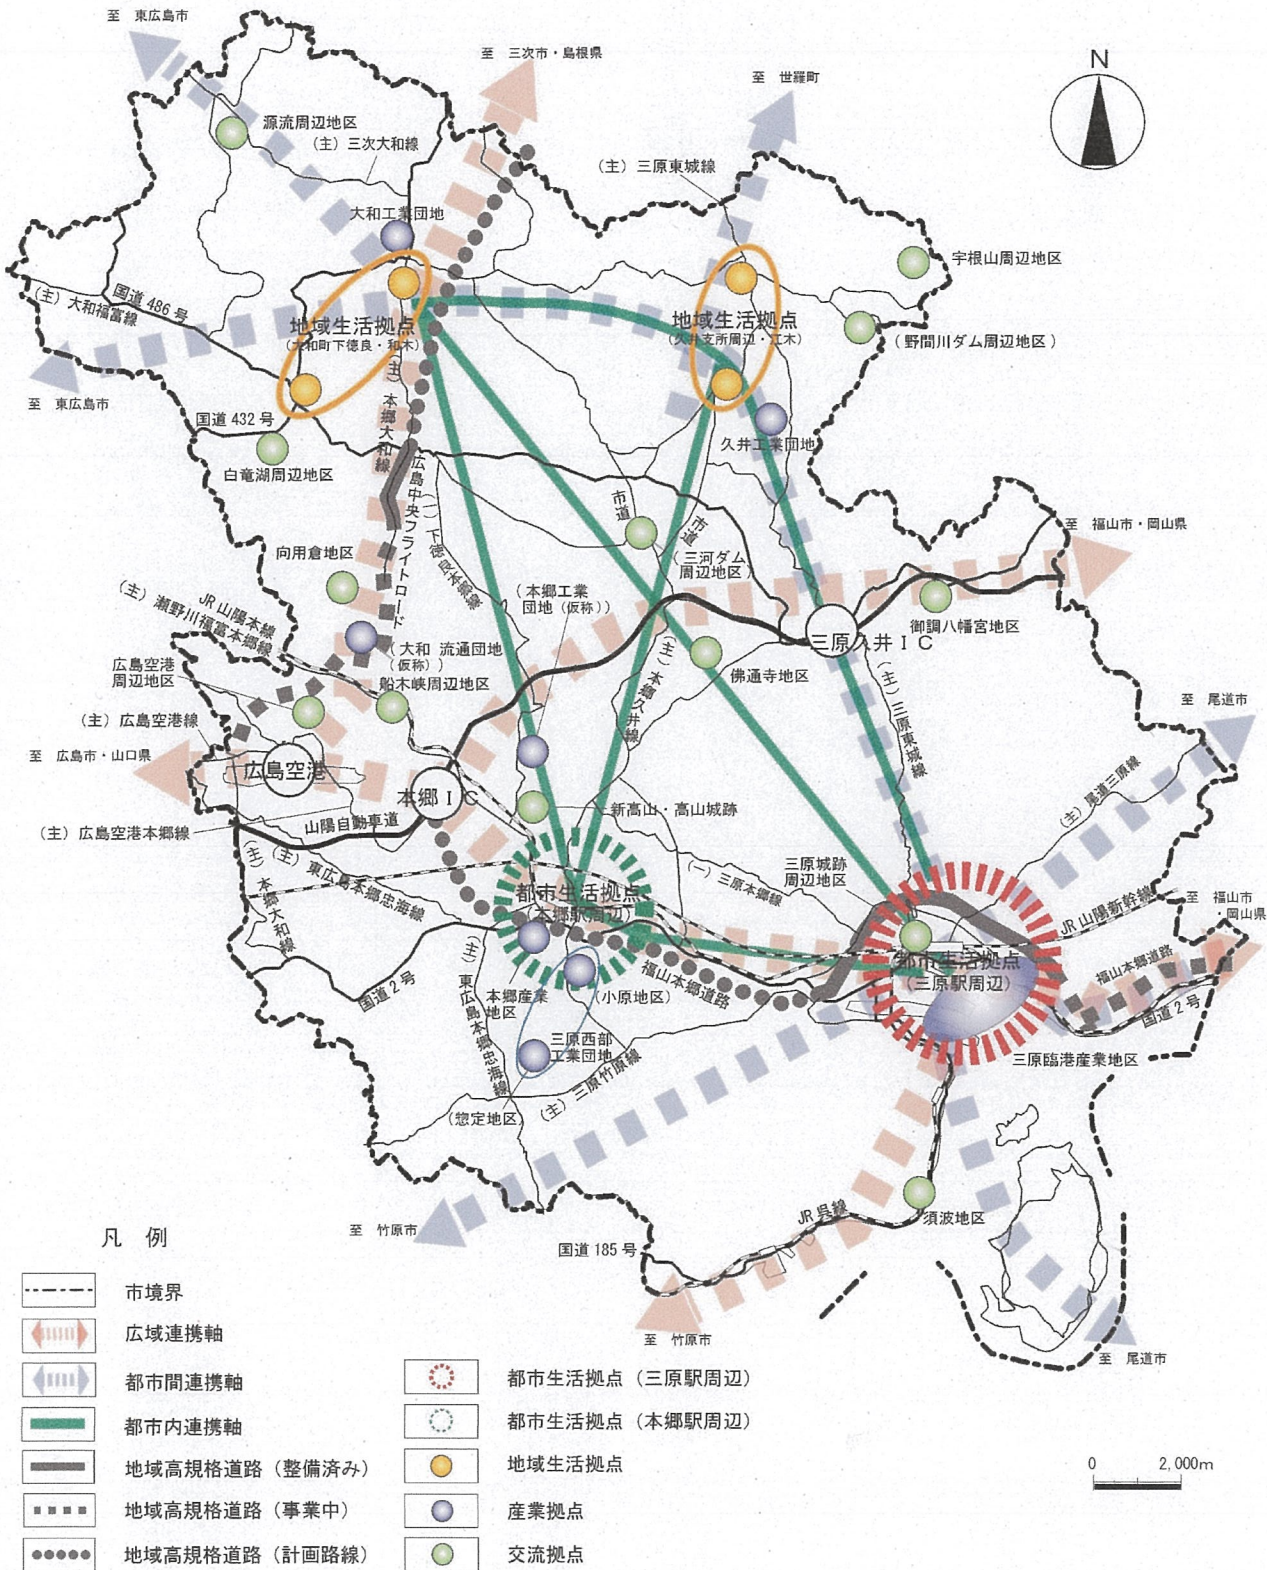 至 東広島市
至 三次市・島根県
至 世羅町
N
源流周辺地区
（主）三次大和線
（主）三原東城線
大和工業団地
宇根山周辺地区
国道486号
（主）大和福富線
地域生活拠点
（大和町下徳良・和木）
地域生活拠点
（久井支所周辺・江木）
（野間川ダム周辺地区）
至 東広島市
（主）本郷大和線
国道432号
久井工業団地
白竜湖周辺地区
広島中央フライトロード
（一）下徳良本郷線
市道
市道
至 福山市・岡山県
向用倉地区
（三河ダム
周辺地区）
（本郷工業
団地（仮称））
JR山陽本線
（主）瀬野川福富本郷線
御調八幡宮地区
三原久井ＩＣ
（大和 流通団地
（仮称））
広島空港
周辺地区
船木峡周辺地区
佛通寺地区
（主）本郷久井線
（主）三原東城線
至 尾道市
（主）広島空港線
至 広島市・山口県
広島空港
本郷ＩＣ
新高山・高山城跡
（主）尾道三原線
（主）広島空港本郷線
山陽自動車道
（主）本郷大和線
（主）東広島本郷忠海線
三原城跡
周辺地区
（一）三原本郷線
都市生活拠点
（本郷駅周辺）
JR山陽新幹線
至 福山市
・岡山県
都市生活拠点
（三原駅周辺）
福山本郷道路
福山本郷道路
国道２号
国道２号
（主）東広島本郷忠海線
本郷産業
地区
（小原地区）
三原西部
工業団地
三原臨港産業地区
（主）三原竹原線
（惣定地区）
JR呉線
須波地区
至 竹原市
国道185号
至 竹原市
至 尾道市
凡 例
市境界
広域連携軸
都市間連携軸
都市内連携軸
地域高規格道路（整備済み）
地域高規格道路（事業中）
地域高規格道路（計画路線）
都市生活拠点（三原駅周辺）
都市生活拠点（本郷駅周辺）
地域生活拠点
産業拠点
交流拠点
0 2,000m